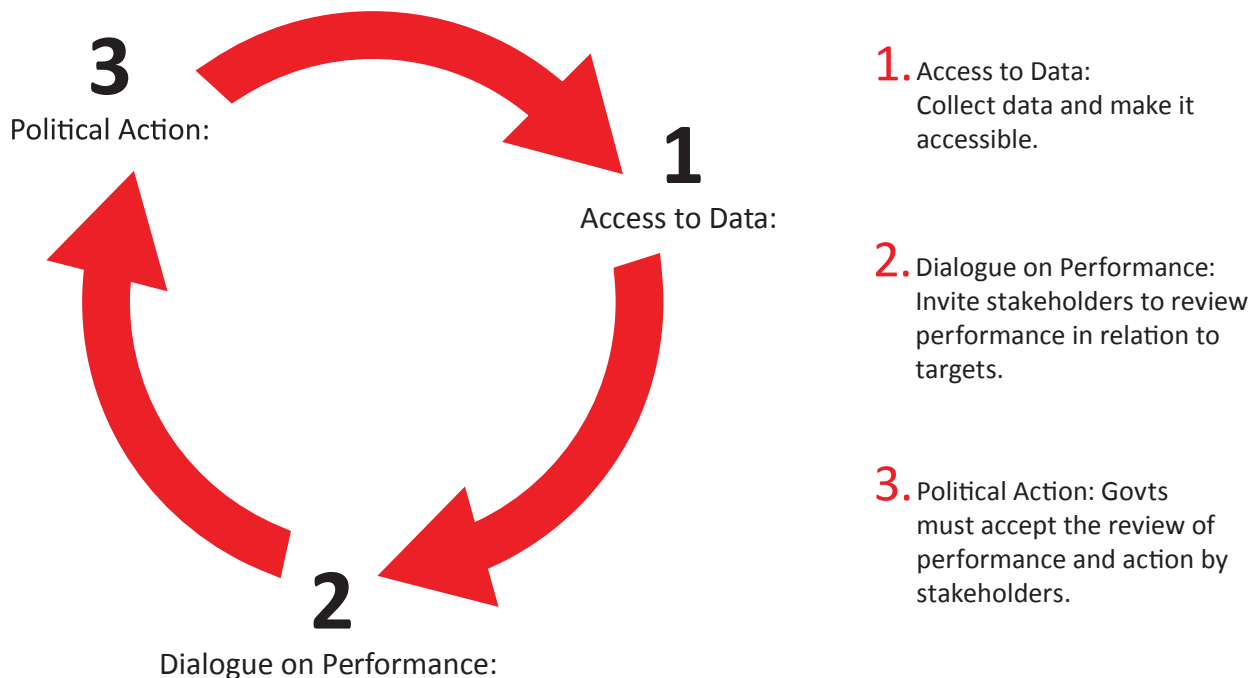 3
Political Action:
1
Access to Data:
2
Dialogue on Performance:
1. Access to Data:
Collect data and make it
accessible.
2. Dialogue on Performance:
Invite stakeholders to review
performance in relation to
targets.
3. Political Action: Govts
must accept the review of
performance and action by
stakeholders.